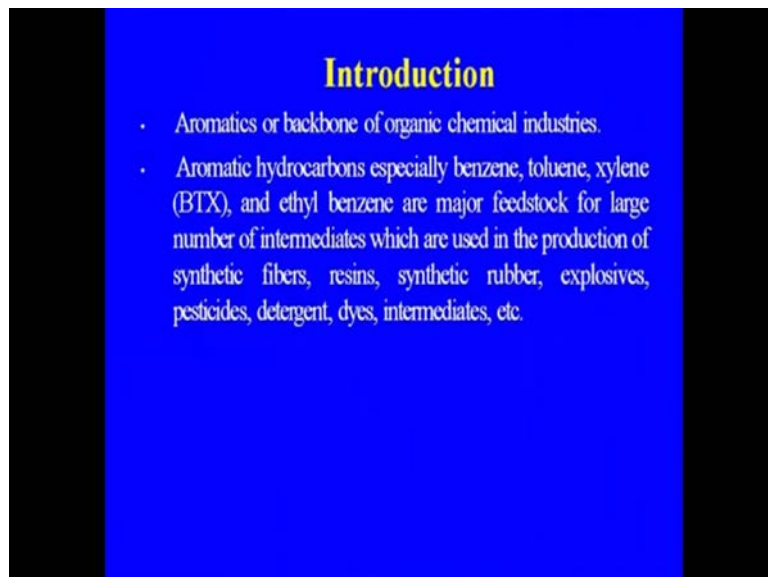 Introduction
• Aromatics or backbone of organic chemical industries.
• Aromatic hydrocarbons especially benzene, toluene, xylene
(BTX), and ethyl benzene are major feedstock for large
number of intermediates which are used in the production of
synthetic fibers, resins, synthetic rubber, explosives,
pesticides, detergent, dyes, intermediates, etc.